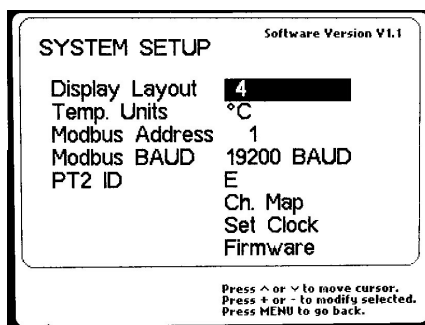 Software Version V1.1
SYSTEM SETUP
Display Layout 4
Temp. Units °C
Modbus Address 1
Modbus BAUD 19200 BAUD
PT2 ID E
Ch. Map
Set Clock
Firmware
Press ^ or v to move cursor.
Press + or - to modify selected.
Press MENU to go back.